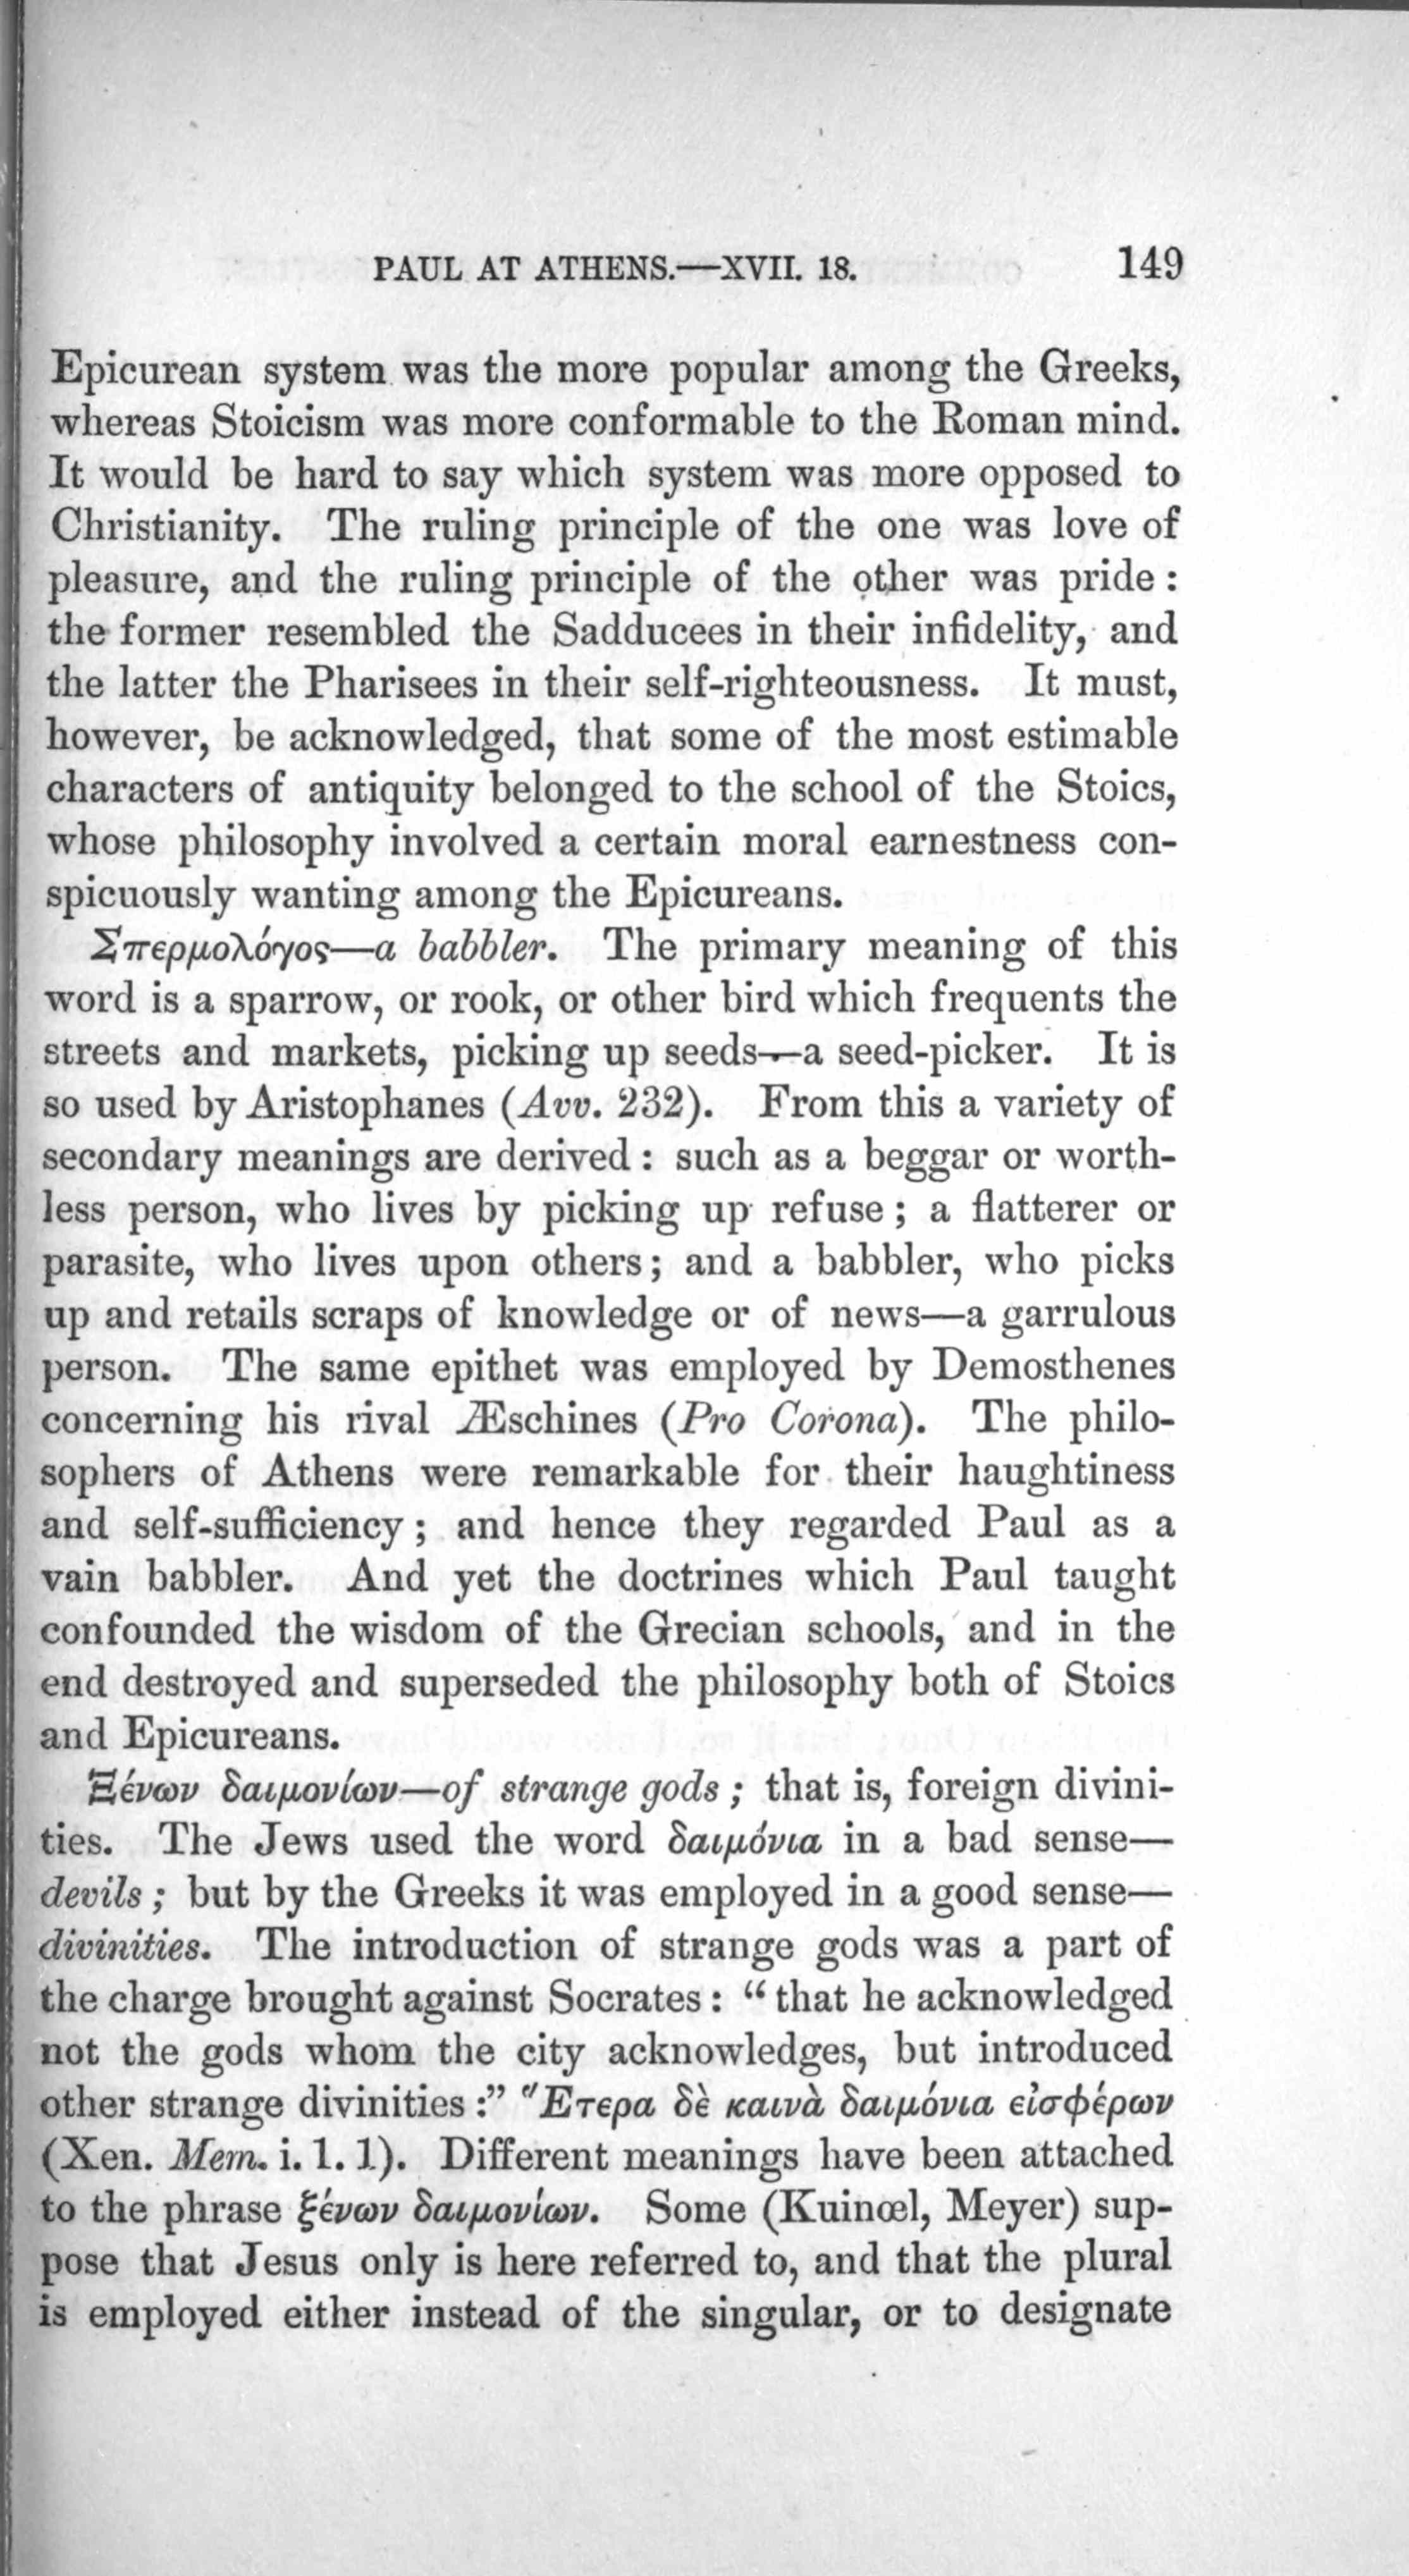 PAUL AT ATHENS.—XVII. 18. 149
Epicurean system was the more popular among the Greeks,
whereas Stoicism was more conformable to the Roman mind.
It would be hard to say which system was more opposed to
Christianity. The ruling principle of the one was love of
pleasure, and the ruling principle of the other was pride :
the former resembled the Sadducees in their infidelity, and
the latter the Pharisees in their self-righteousness. It must,
however, be acknowledged, that some of the most estimable
characters of antiquity belonged to the school of the Stoics,
whose philosophy involved a certain moral earnestness con-
spicuously wanting among the Epicureans.
Σπερμολόγος—a babbler. The primary meaning of this
word is a sparrow, or rook, or other bird which frequents the
streets and markets, picking up seeds—a seed-picker. It is
so used by Aristophanes (Avv. 232). From this a variety of
secondary meanings are derived : such as a beggar or worth-
less person, who lives by picking up refuse ; a flatterer or
parasite, who lives upon others ; and a babbler, who picks
up and retails scraps of knowledge or of news—a garrulous
person. The same epithet was employed by Demosthenes
concerning his rival Æschines (Pro Corona). The philo-
sophers of Athens were remarkable for their haughtiness
and self-sufficiency ; and hence they regarded Paul as a
vain babbler. And yet the doctrines which Paul taught
confounded the wisdom of the Grecian schools, and in the
end destroyed and superseded the philosophy both of Stoics
and Epicureans.
Ξένων δαιμονίων—of strange gods ; that is, foreign divini-
ties. The Jews used the word δαιμόνια in a bad sense—
devils ; but by the Greeks it was employed in a good sense—
divinities. The introduction of strange gods was a part of
the charge brought against Socrates : “ that he acknowledged
not the gods whom the city acknowledges, but introduced
other strange divinities :” Ἕτερα δὲ καινὰ δαιμόνια εἰσφέρων
(Xen. Mem. i. 1. 1). Different meanings have been attached
to the phrase ξένων δαιμονίων. Some (Kuinœl, Meyer) sup-
pose that Jesus only is here referred to, and that the plural
is employed either instead of the singular, or to designate